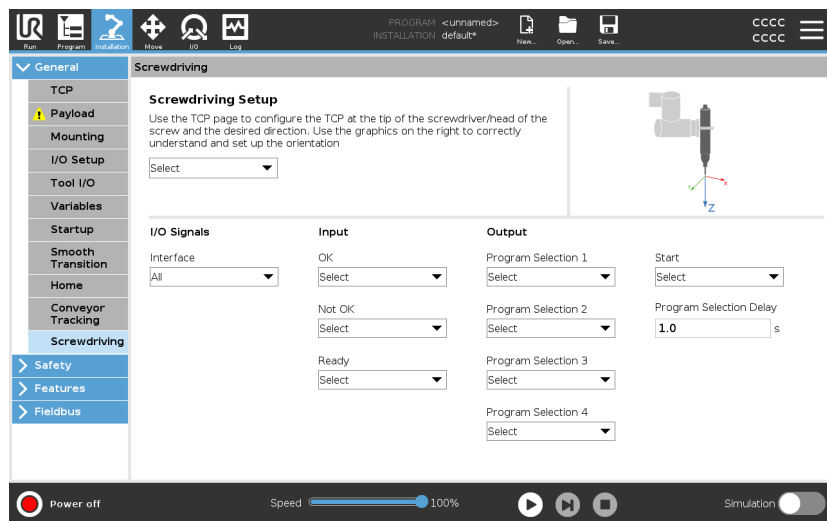 UR
Run
Program
Installation
Move
I/O
Log
PROGRAM <unnamed>
INSTALLATION default*
New...
Open...
Save...
CCCC
CCCC
General
TCP
Payload
Mounting
I/O Setup
Tool I/O
Variables
Startup
Smooth
Transition
Home
Conveyor
Tracking
Screwdriving
Safety
Features
Fieldbus
Screwdriving
Screwdriving Setup
Use the TCP page to configure the TCP at the tip of the screwdriver/head of the
screw and the desired direction. Use the graphics on the right to correctly
understand and set up the orientation
Select
Y
X
Z
I/O Signals
Input
Output
Interface
All
OK
Select
Not OK
Select
Ready
Select
Program Selection 1
Select
Program Selection 2
Select
Program Selection 3
Select
Program Selection 4
Select
Start
Select
Program Selection Delay
1.0 s
Power off
Speed 100%
Simulation